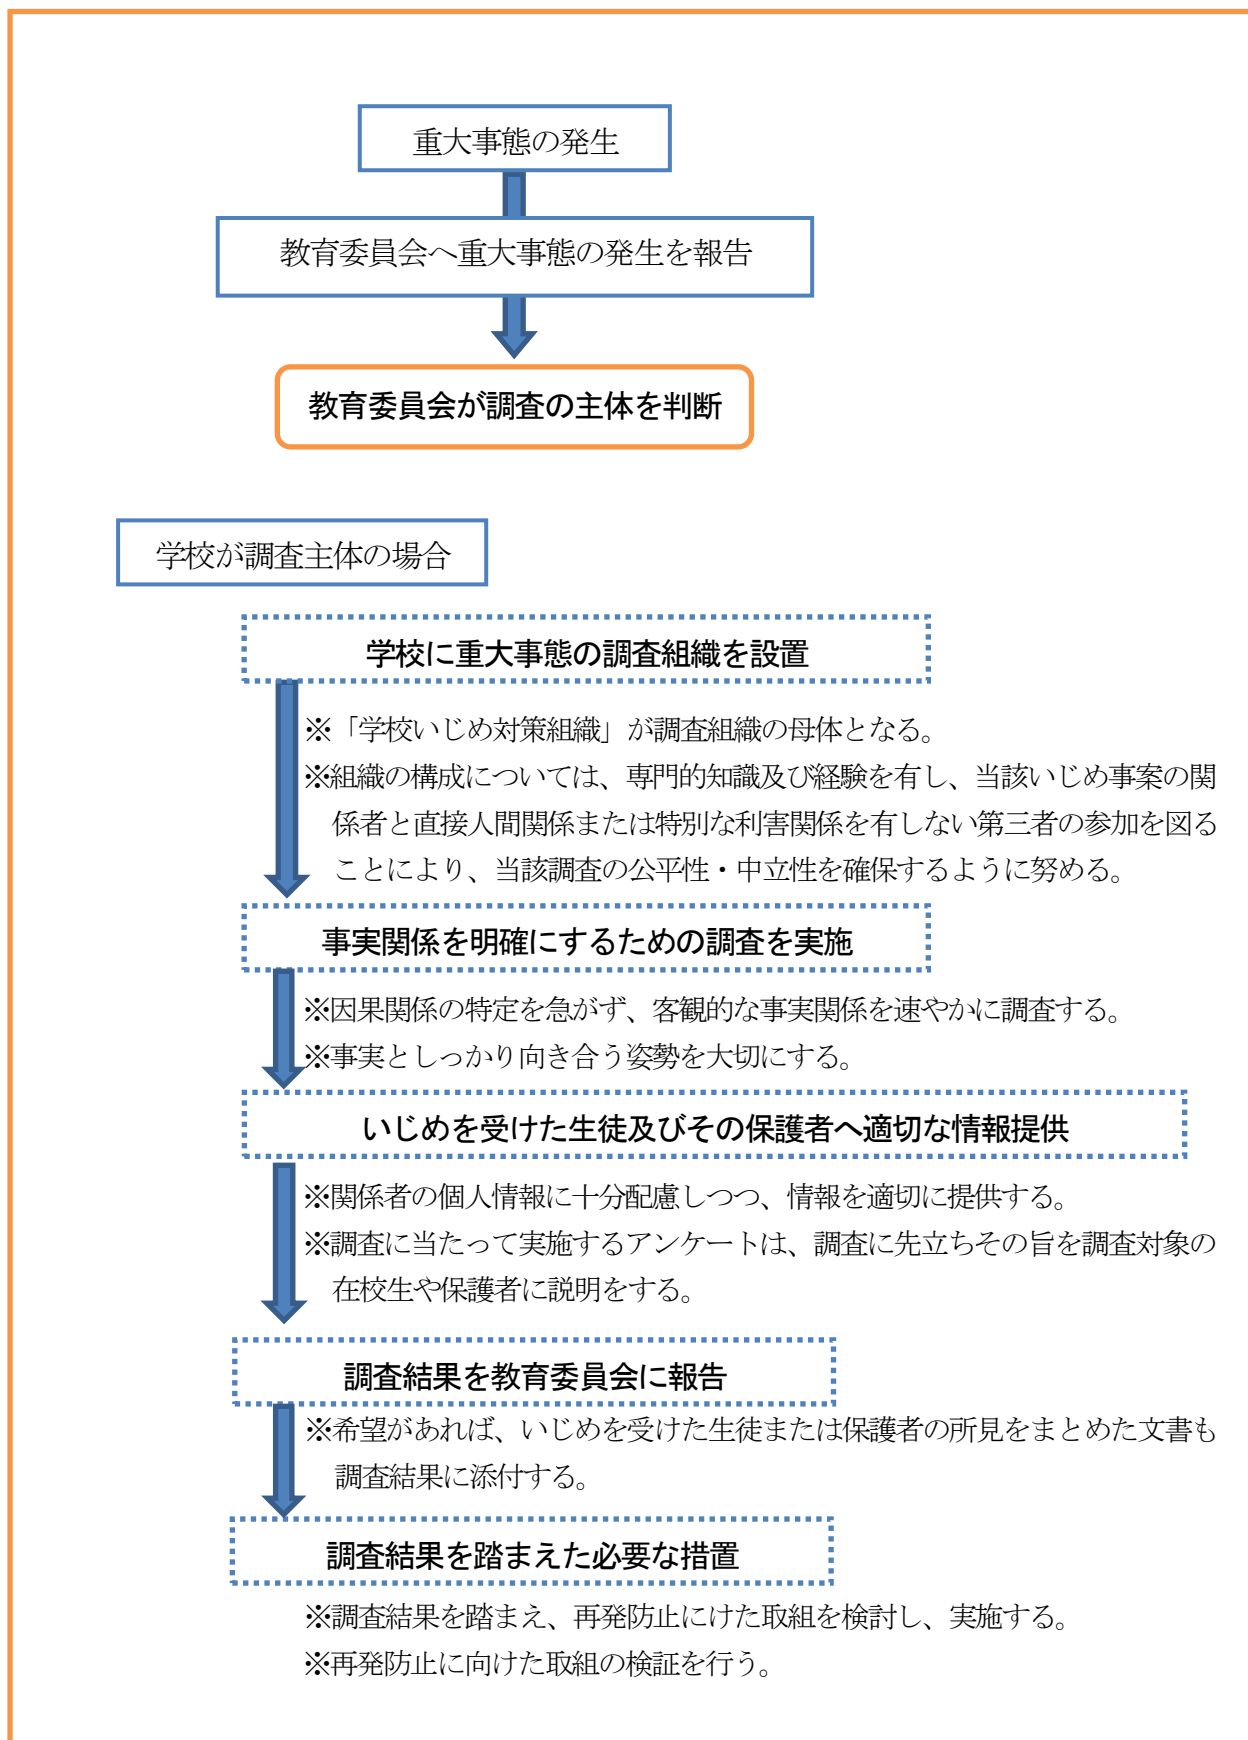 重大事態の発生
教育委員会へ重大事態の発生を報告
教育委員会が調査の主体を判断
学校が調査主体の場合
学校に重大事態の調査組織を設置
※「学校いじめ対策組織」が調査組織の母体となる。
※組織の構成については、専門的知識及び経験を有し、当該いじめ事案の関
係者と直接人間関係または特別な利害関係を有しない第三者の参加を図る
ことにより、当該調査の公平性・中立性を確保するように努める。
事実関係を明確にするための調査を実施
※因果関係の特定を急がず、客観的な事実関係を速やかに調査する。
※事実としっかり向き合う姿勢を大切にする。
いじめを受けた生徒及びその保護者へ適切な情報提供
※関係者の個人情報に十分配慮しつつ、情報を適切に提供する。
※調査に当たって実施するアンケートは、調査に先立ちその旨を調査対象の
在校生や保護者に説明をする。
調査結果を教育委員会に報告
※希望があれば、いじめを受けた生徒または保護者の所見をまとめた文書も
調査結果に添付する。
調査結果を踏まえた必要な措置
※調査結果を踏まえ、再発防止にけた取組を検討し、実施する。
※再発防止に向けた取組の検証を行う。